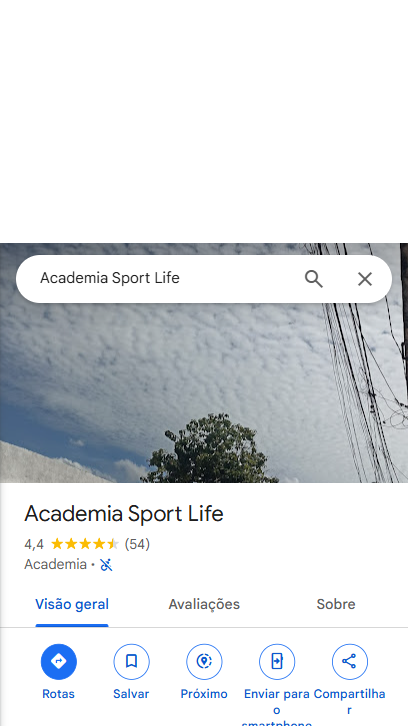 Academia Sport Life
Academia Sport Life
4,4 (54)
Academia ·
Visão geral Avaliações Sobre
Rotas Salvar Próximo Enviar para Compartilha
o r
smartphone